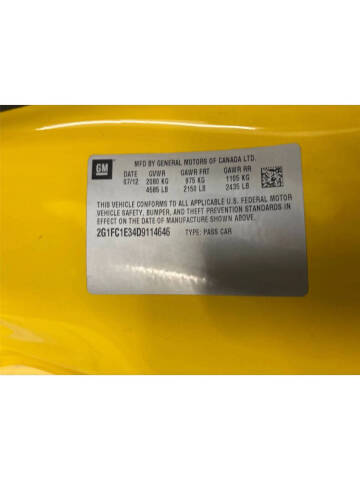 GM
MFD BY GENERAL MOTORS OF CANADA LTD.
DATE GVWR GAWR FRT GAWR RR
07/12 2080 KG 975 KG 1105 KG
4585 LB 2150 LB 2435 LB
THIS VEHICLE CONFORMS TO ALL APPLICABLE U.S. FEDERAL MOTOR
VEHICLE SAFETY, BUMPER, AND THEFT PREVENTION STANDARDS IN
EFFECT ON THE DATE OF MANUFACTURE SHOWN ABOVE.
2G1FC1E34D9114646 TYPE: PASS CAR